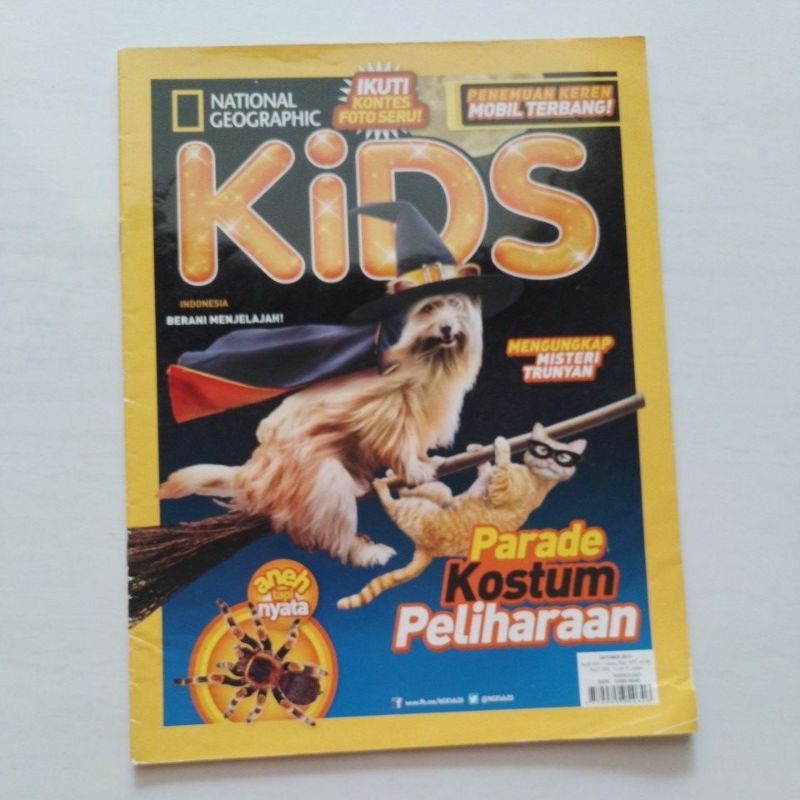 NATIONAL
GEOGRAPHIC
KiDS
IKUTI
KONTES
FOTO SERU!
PENEMUAN KEREN
MOBIL TERBANG!
INDONESIA
BERANI MENJELAJAH!
MENGUNGKAP
MISTERI
TRUNYAN
Parade
Kostum
Peliharaan
aneh
tapi
nyata